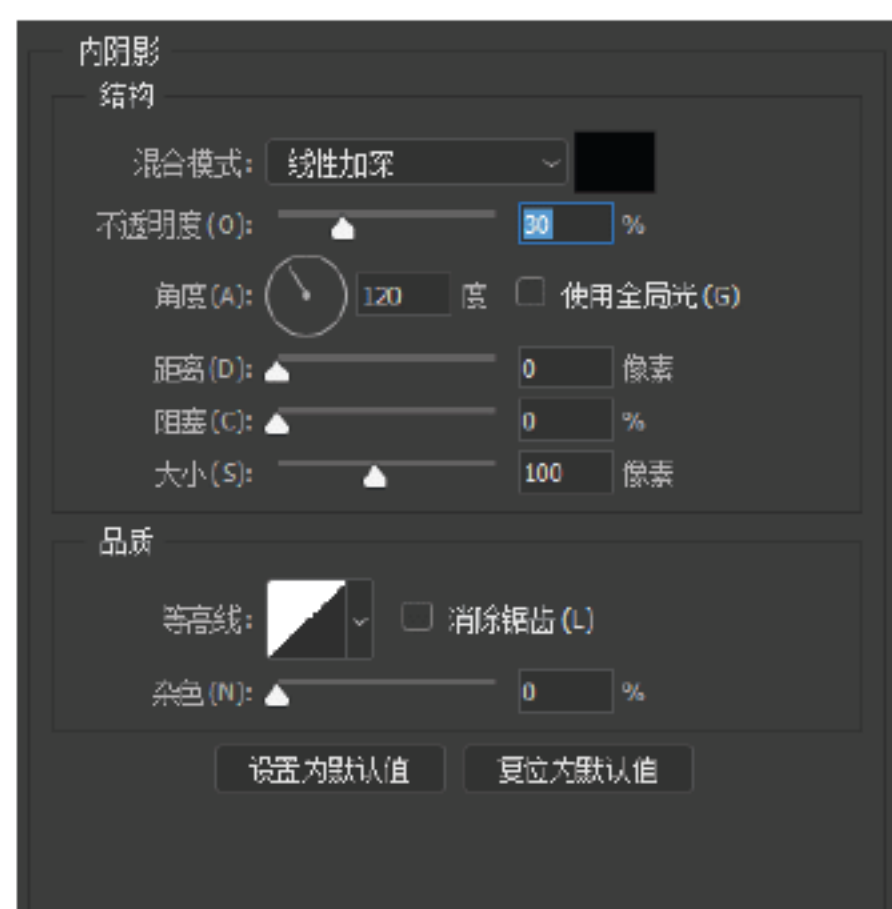 内阴影
结构
混合模式: 线性加深
不透明度(O): 30 %
角度(A): 120 度 使用全局光(G)
距离(D): 0 像素
阻塞(C): 0 %
大小(S): 100 像素
品质
等高线: 消除锯齿(L)
杂色(N): 0 %
设置为默认值 复位为默认值